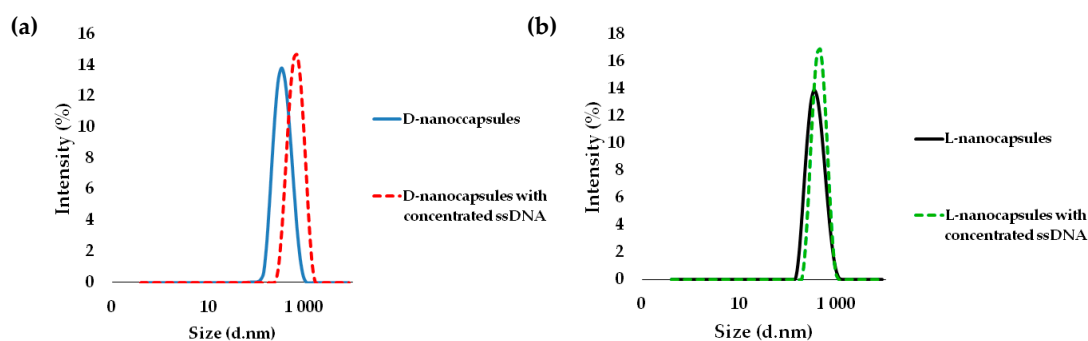 (a)
16
14
12
10
8
6
4
2
0
Intensity (%)
0
10
1 000
Size (d.nm)
D-nanoccapsules
D-nanocapsules with
concentrated ssDNA
(b)
18
16
14
12
10
8
6
4
2
0
Intensity (%)
0
10
1 000
Size (d.nm)
L-nanocapsules
L-nanocapsules with
concentrated ssDNA